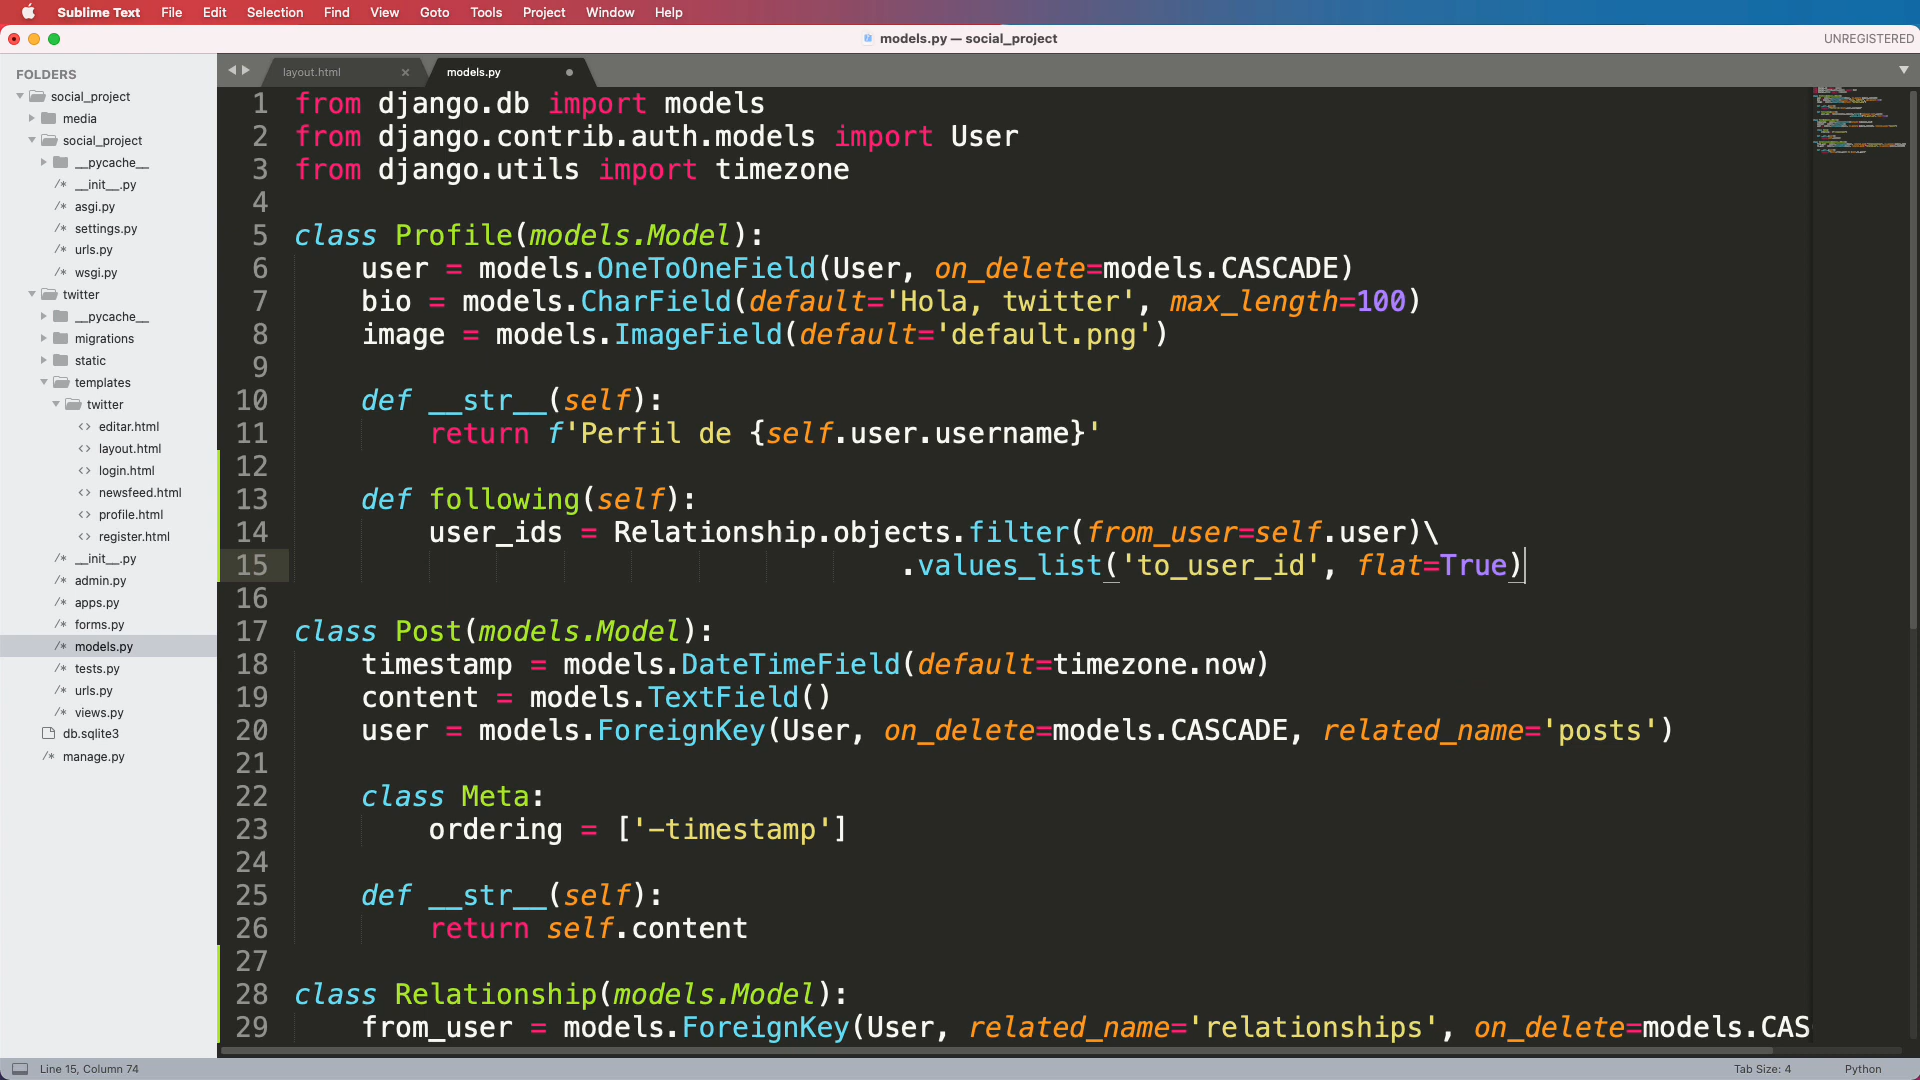 Sublime Text File Edit Selection Find View Goto Tools Project Window Help
models.py — social_project
UNREGISTERED
FOLDERS
social_project
media
social_project
__pycache__
/* __init__.py
/* asgi.py
/* settings.py
/* urls.py
/* wsgi.py
twitter
__pycache__
migrations
static
templates
twitter
<> editar.html
<> layout.html
<> login.html
<> newsfeed.html
<> profile.html
<> register.html
/* __init__.py
/* admin.py
/* apps.py
/* forms.py
/* models.py
/* tests.py
/* urls.py
/* views.py
db.sqlite3
/* manage.py
layout.html ×
models.py
1 from django.db import models
2 from django.contrib.auth.models import User
3 from django.utils import timezone
4
5 class Profile(models.Model):
6 user = models.OneToOneField(User, on_delete=models.CASCADE)
7 bio = models.CharField(default='Hola, twitter', max_length=100)
8 image = models.ImageField(default='default.png')
9
10 def __str__(self):
11 return f'Perfil de {self.user.username}'
12
13 def following(self):
14 user_ids = Relationship.objects.filter(from_user=self.user)\
15 .values_list('to_user_id', flat=True)
16
17 class Post(models.Model):
18 timestamp = models.DateTimeField(default=timezone.now)
19 content = models.TextField()
20 user = models.ForeignKey(User, on_delete=models.CASCADE, related_name='posts')
21
22 class Meta:
23 ordering = ['-timestamp']
24
25 def __str__(self):
26 return self.content
27
28 class Relationship(models.Model):
29 from_user = models.ForeignKey(User, related_name='relationships', on_delete=models.CAS
Line 15, Column 74
Tab Size: 4
Python